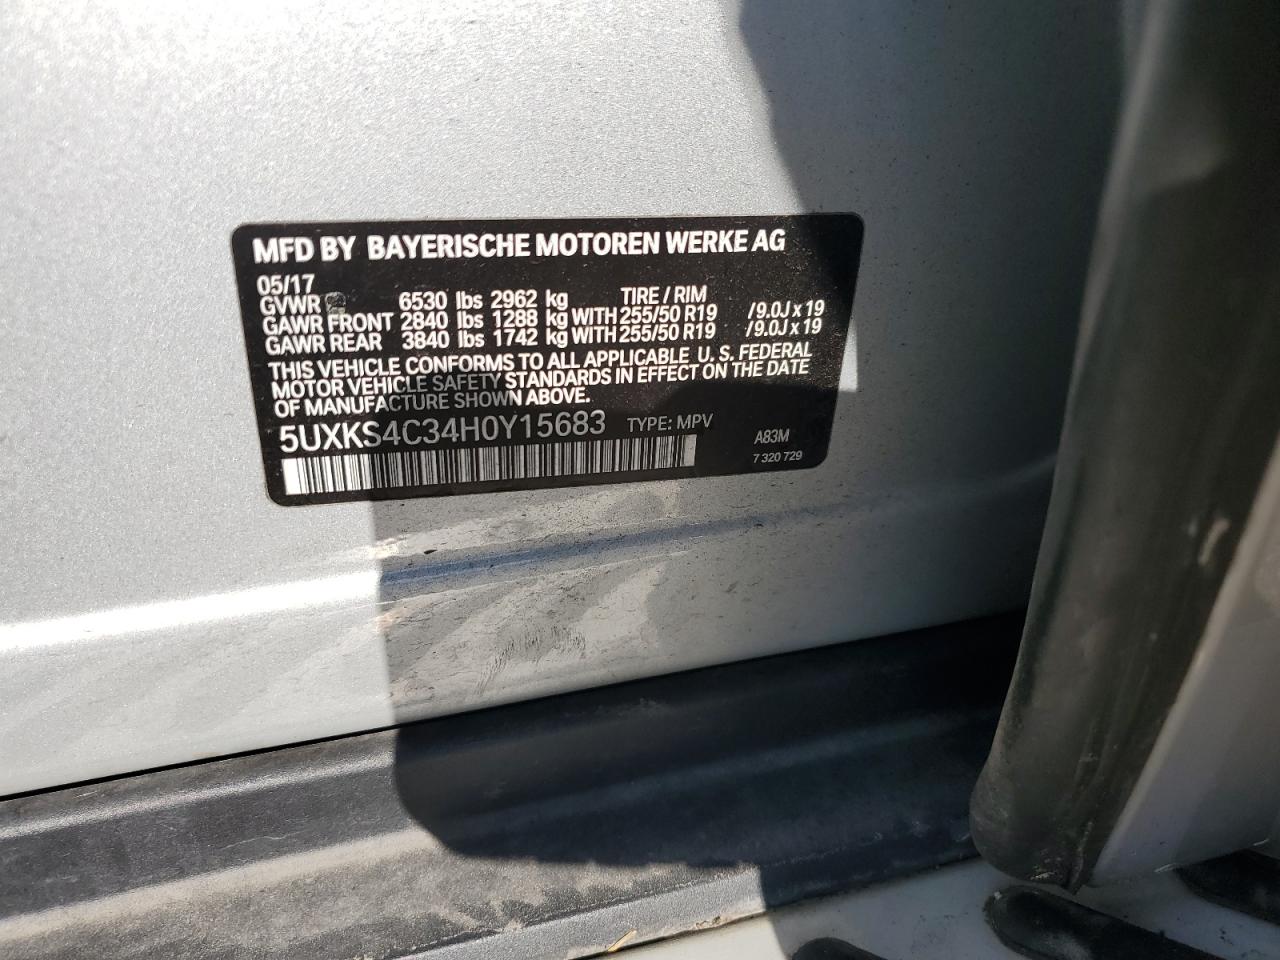 MFD BY BAYERISCHE MOTOREN WERKE AG
05/17
GVWR 6530 lbs 2962 kg TIRE / RIM
GAWR FRONT 2840 lbs 1288 kg WITH 255/50 R19 /9.0J x 19
GAWR REAR 3840 lbs 1742 kg WITH 255/50 R19 /9.0J x 19
THIS VEHICLE CONFORMS TO ALL APPLICABLE U. S. FEDERAL
MOTOR VEHICLE SAFETY STANDARDS IN EFFECT ON THE DATE
OF MANUFACTURE SHOWN ABOVE.
5UXKS4C34H0Y15683 TYPE: MPV
A83M
7 320 729